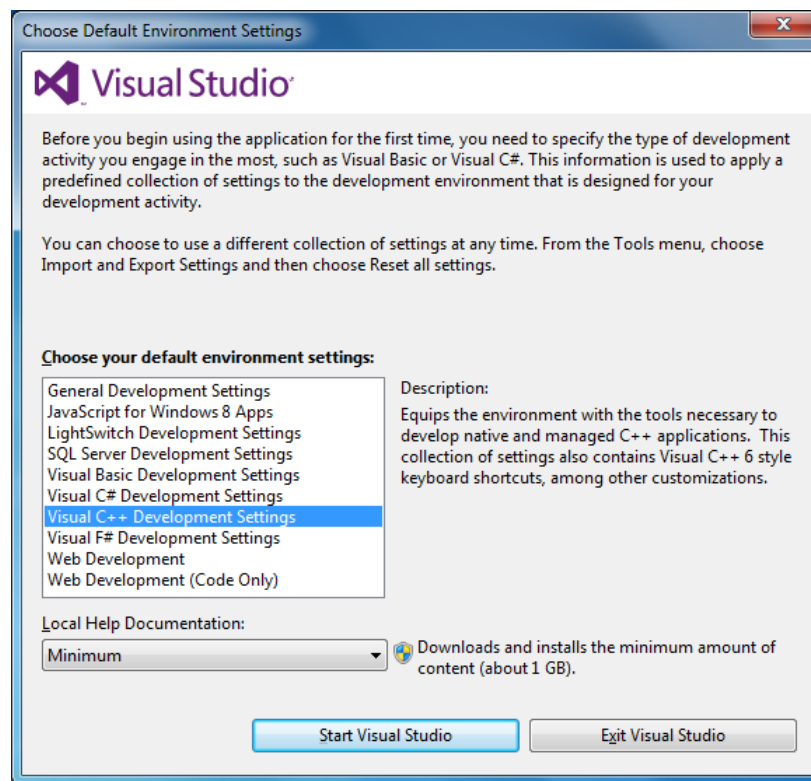 Choose Default Environment Settings
Visual Studio
Before you begin using the application for the first time, you need to specify the type of development
activity you engage in the most, such as Visual Basic or Visual C#. This information is used to apply a
predefined collection of settings to the development environment that is designed for your
development activity.
You can choose to use a different collection of settings at any time. From the Tools menu, choose
Import and Export Settings and then choose Reset all settings.
Choose your default environment settings:
General Development Settings
JavaScript for Windows 8 Apps
LightSwitch Development Settings
SQL Server Development Settings
Visual Basic Development Settings
Visual C# Development Settings
Visual C++ Development Settings
Visual F# Development Settings
Web Development
Web Development (Code Only)
Description:
Equips the environment with the tools necessary to
develop native and managed C++ applications. This
collection of settings also contains Visual C++ 6 style
keyboard shortcuts, among other customizations.
Local Help Documentation:
Minimum
Downloads and installs the minimum amount of
content (about 1 GB).
Start Visual Studio
Exit Visual Studio